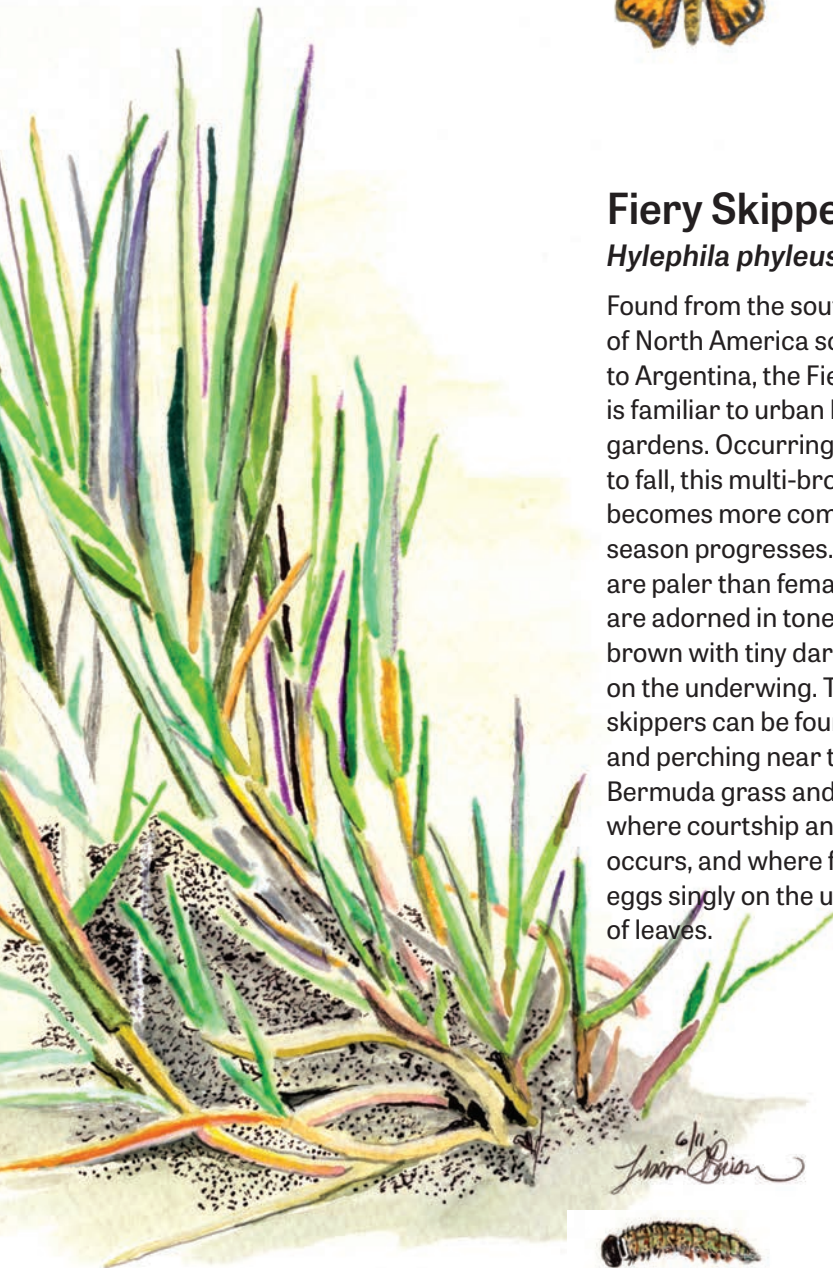 Fiery Skippe
Hylephila phyleus
Found from the sou
of North America so
to Argentina, the Fie
is familiar to urban
gardens. Occurring
to fall, this multi-bro
becomes more com
season progresses.
are paler than fema
are adorned in tone
brown with tiny dar
on the underwing. T
skippers can be four
and perching near t
Bermuda grass and
where courtship an
occurs, and where f
eggs singly on the u
of leaves.
6/11